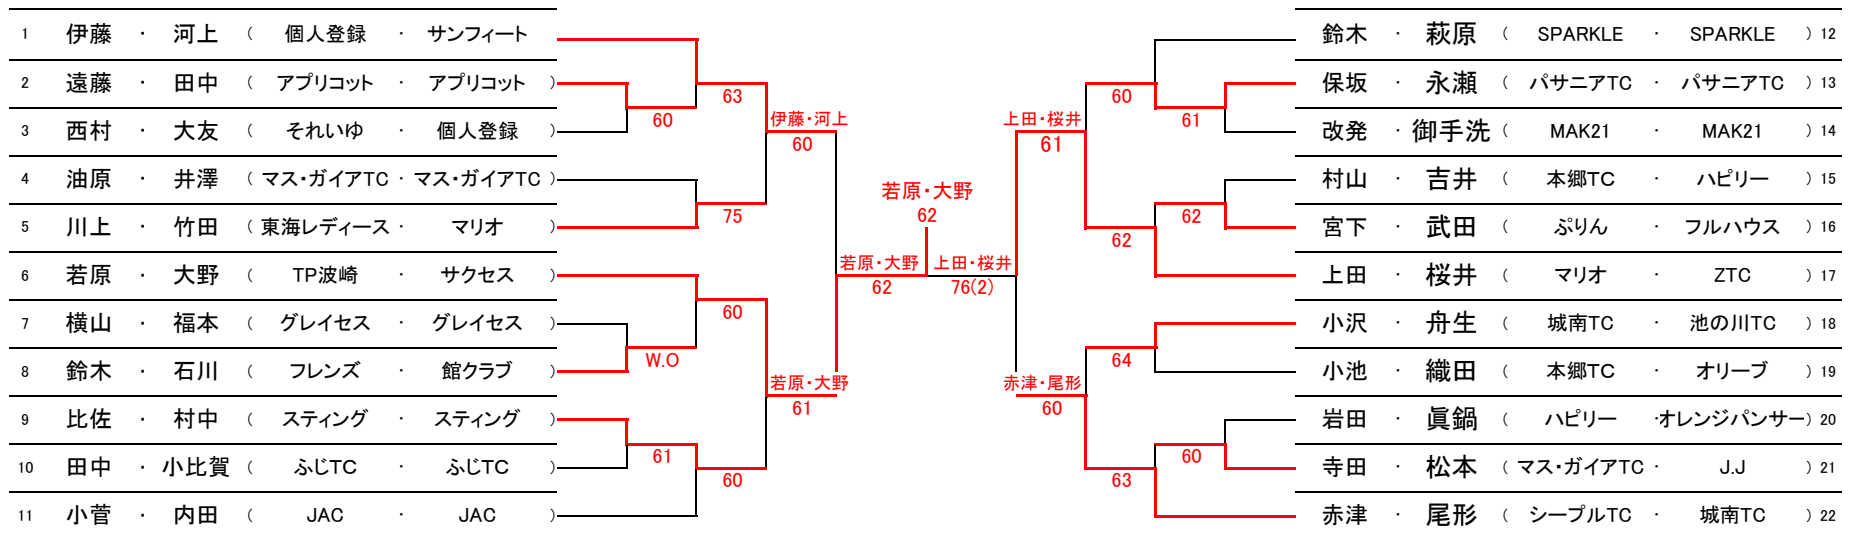 1 伊藤 ・ 河上 ( 個人登録 ・ サンフィート
2 遠藤 ・ 田中 ( アプリコット ・ アプリコット )
3 西村 ・ 大友 ( それいゆ ・ 個人登録 )
4 油原 ・ 井澤 ( マス・ガイアTC ・ マス・ガイアTC )
5 川上 ・ 竹田 ( 東海レディース ・ マリオ )
6 若原 ・ 大野 ( TP波崎 ・ サクセス
7 横山 ・ 福本 ( グレイセス ・ グレイセス )
8 鈴木 ・ 石川 ( フレンズ ・ 館クラブ )
9 比佐 ・ 村中 ( スティング ・ スティング )
10 田中 ・ 小比賀 ( ふじTC ・ ふじTC )
11 小菅 ・ 内田 ( JAC ・ JAC )
60
W.O
61
63
75
60
60
伊藤・河上
60
若原・大野
61
若原・大野
62
若原・大野
62
上田・桜井
76(2)
上田・桜井
61
赤津・尾形
60
60
62
64
63
61
62
60
鈴木 ・ 萩原 ( SPARKLE ・ SPARKLE ) 12
保坂 ・ 永瀬 ( パサニアTC ・ パサニアTC ) 13
改発 ・ 御手洗 ( MAK21 ・ MAK21 ) 14
村山 ・ 吉井 ( 本郷TC ・ ハピリー ) 15
宮下 ・ 武田 ( ぷりん ・ フルハウス ) 16
上田 ・ 桜井 ( マリオ ・ ZTC ) 17
小沢 ・ 舟生 ( 城南TC ・ 池の川TC ) 18
小池 ・ 織田 ( 本郷TC ・ オリーブ ) 19
岩田 ・ 眞鍋 ( ハピリー ・オレンジパンサー) 20
寺田 ・ 松本 ( マス・ガイアTC ・ J.J ) 21
赤津 ・ 尾形 ( シープルTC ・ 城南TC ) 22